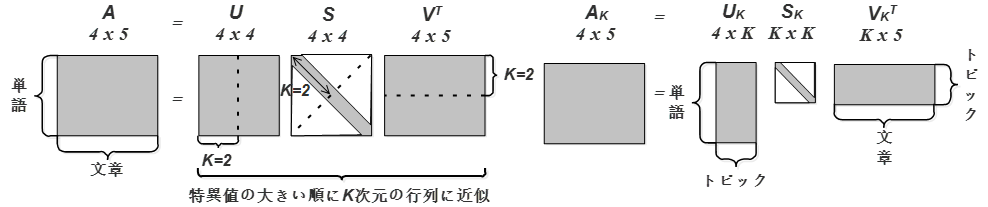 A = U S Vᵀ
4 x 5 4 x 4 4 x 4 4 x 5
単語
=
K=2
K=2
文章
K=2
特異値の大きい順にK次元の行列に近似
A_K = U_K S_K V_Kᵀ
4 x 5 4 x K K x K K x 5
=
単語
トピック
トピック
文章